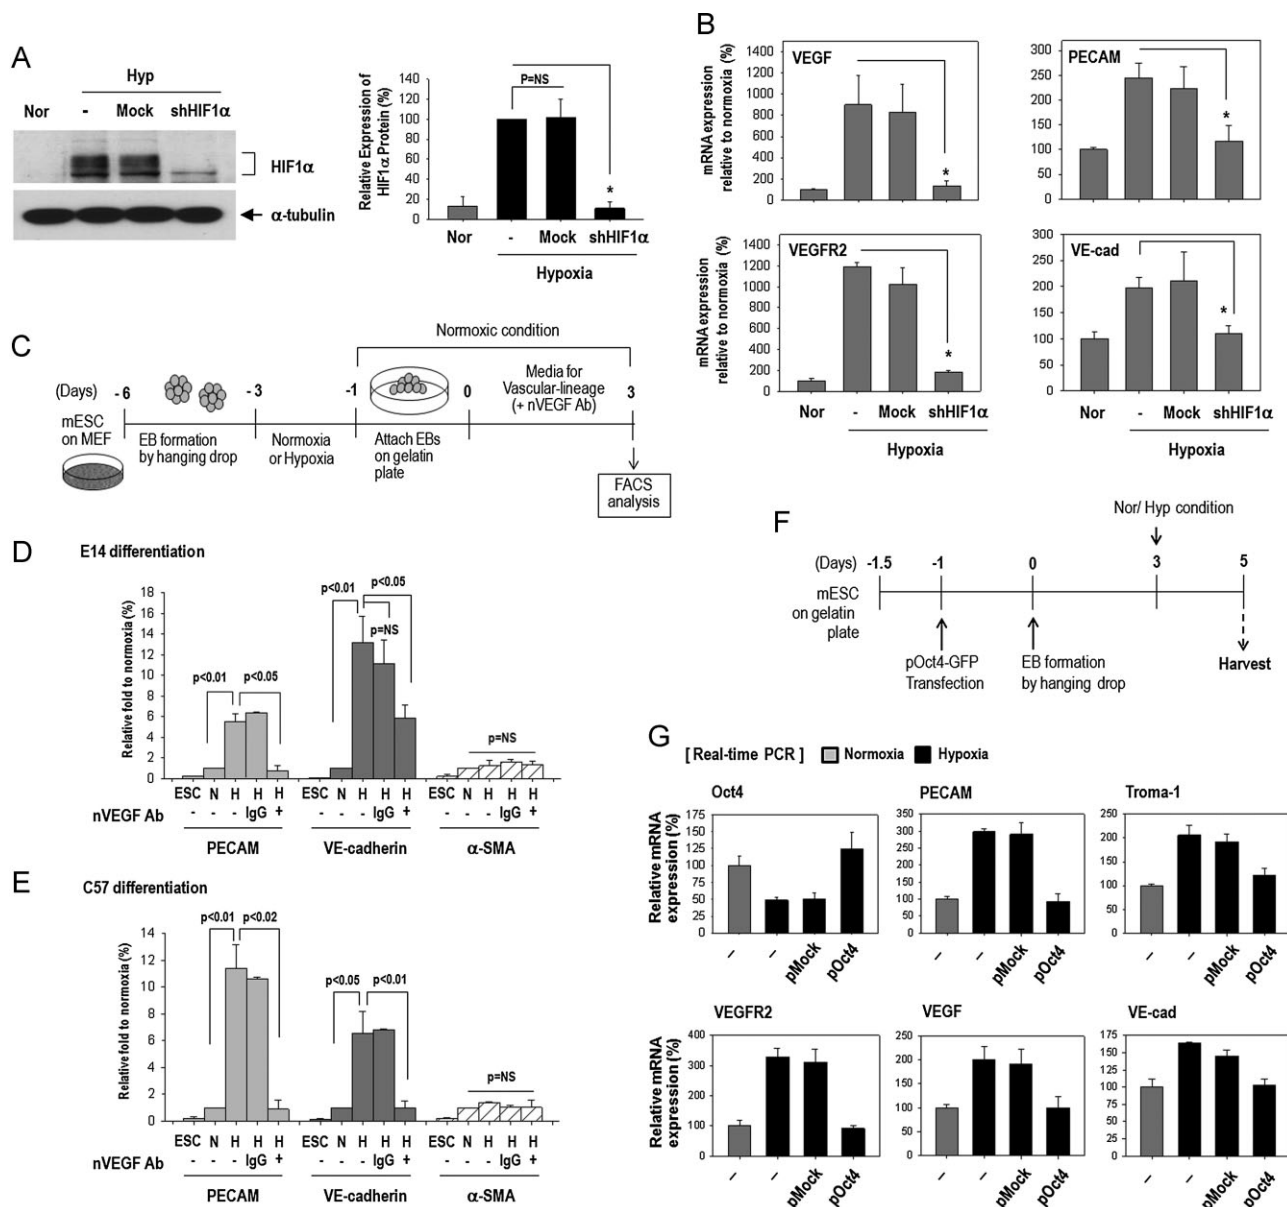 A
Hyp
Nor - Mock shHIF1α
HIF1α
α-tubulin
Relative Expression of
HIF1α Protein (%)
140
120
100
80
60
40
20
0
P=NS
*
Nor - Mock shHIF1α
Hypoxia
B
mRNA expression
relative to normoxia (%)
VEGF
1400
1200
1000
800
600
400
200
0
*
PECAM
300
250
200
150
100
50
0
*
mRNA expression
relative to normoxia (%)
VEGFR2
1400
1200
1000
800
600
400
200
0
*
Nor - Mock shHIF1α
Hypoxia
VE-cad
300
250
200
150
100
50
0
*
Nor - Mock shHIF1α
Hypoxia
C
Normoxic condition
(Days) -6 -3 -1 0 3
Media for
Vascular-lineage
(+ nVEGF Ab)
mESC
on MEF
EB formation
by hanging drop
Normoxia
or Hypoxia
Attach EBs
on gelatin
plate
FACS
analysis
D
E14 differentiation
Relative fold to normoxia (%)
18
16
14
12
10
8
6
4
2
0
p<0.01 p<0.05
p<0.01 p<0.05
p=NS
p=NS
ESC N H H H ESC N H H H ESC N H H H
nVEGF Ab - - - IgG + - - - IgG + - - - IgG +
PECAM VE-cadherin α-SMA
E
C57 differentiation
Relative fold to normoxia (%)
14
12
10
8
6
4
2
0
p<0.01 p<0.02
p<0.05 p<0.01
p=NS
ESC N H H H ESC N H H H ESC N H H H
nVEGF Ab - - - IgG + - - - IgG + - - - IgG +
PECAM VE-cadherin α-SMA
F
Nor/ Hyp condition
(Days) -1.5 -1 0 3 5
mESC
on gelatin
plate
pOct4-GFP
Transfection
EB formation
by hanging drop
Harvest
G
[ Real-time PCR ] Normoxia Hypoxia
Relative mRNA
expression (%)
Oct4
175
150
125
100
75
50
25
0
- - pMock pOct4
PECAM
350
300
250
200
150
100
50
0
- - pMock pOct4
Troma-1
250
200
150
100
50
0
- - pMock pOct4
Relative mRNA
expression (%)
VEGFR2
400
300
200
100
0
- - pMock pOct4
VEGF
250
200
150
100
50
0
- - pMock pOct4
VE-cad
175
150
125
100
75
50
25
0
- - pMock pOct4